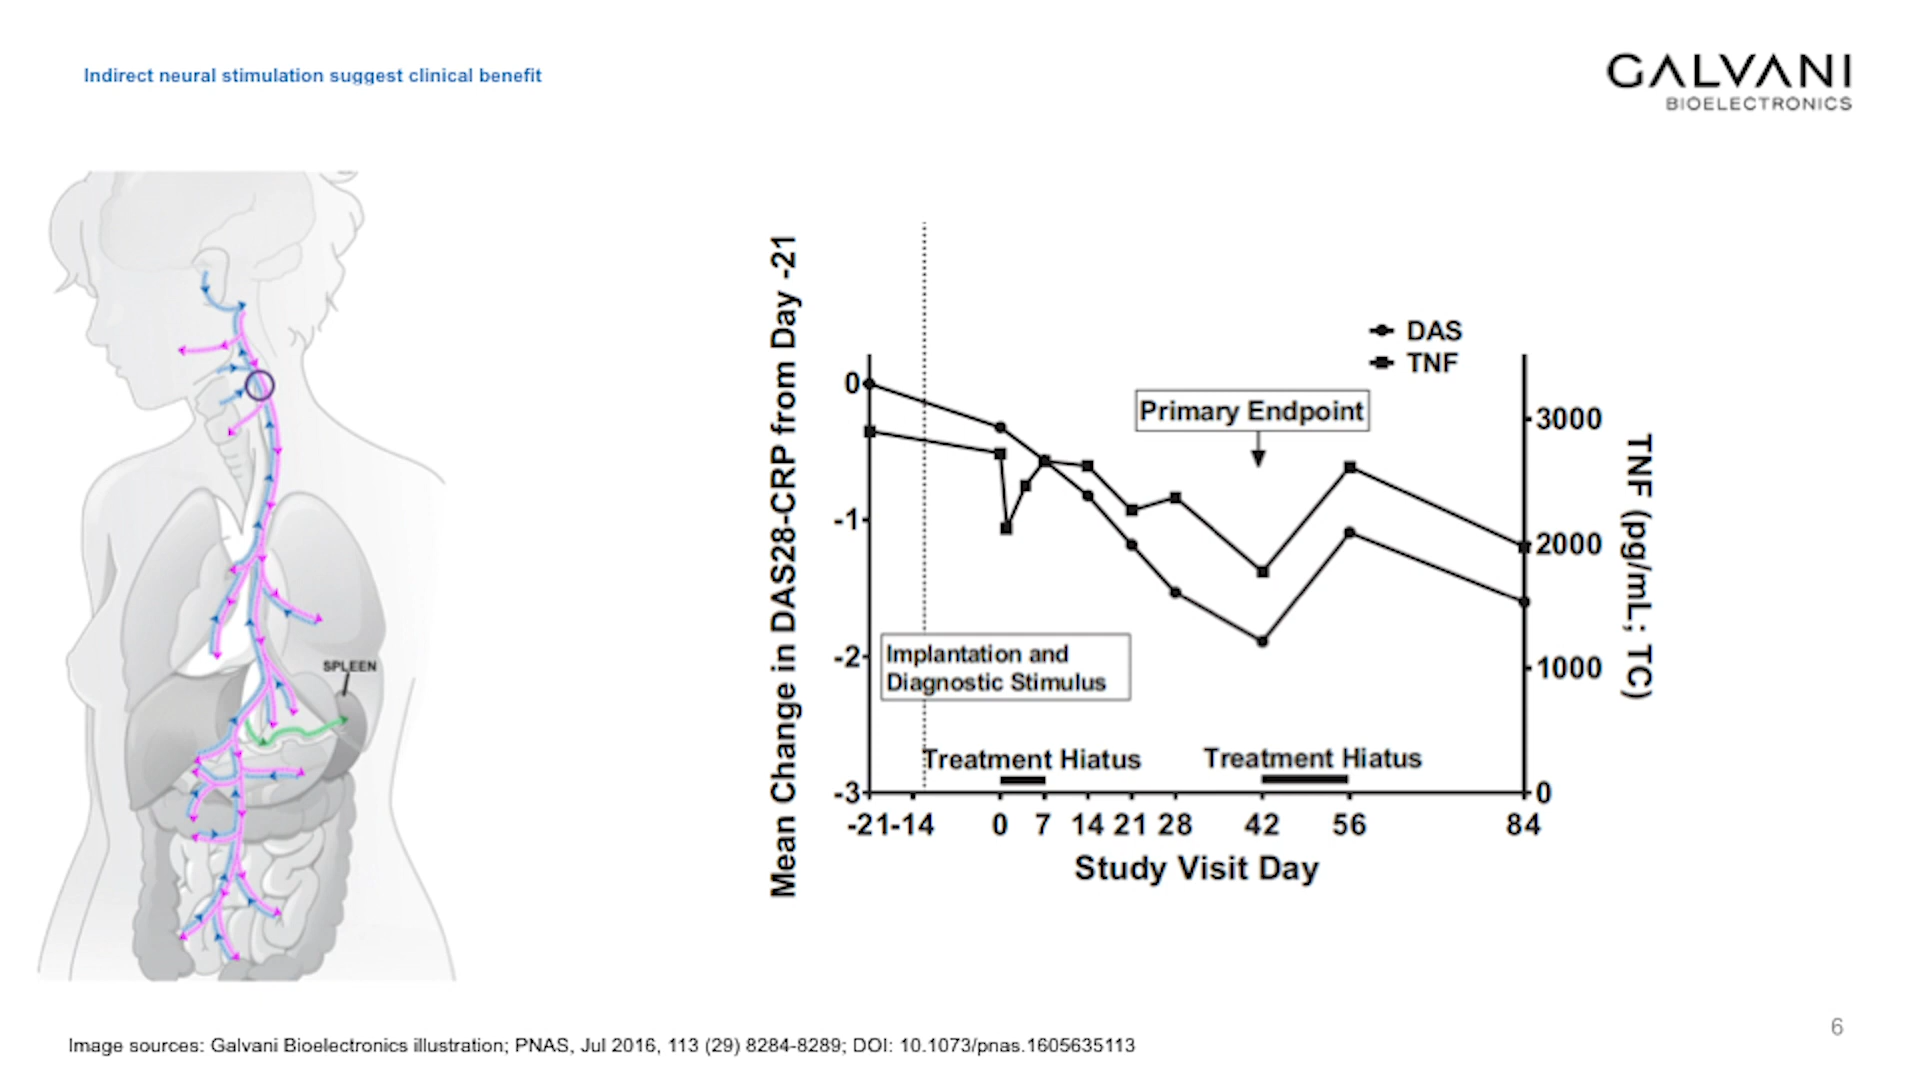 Indirect neural stimulation suggest clinical benefit
GALVANI
BIOELECTRONICS
SPLEEN
Mean Change in DAS28-CRP from Day -21
0
-1
-2
-3
DAS
TNF
Primary Endpoint
Implantation and
Diagnostic Stimulus
Treatment Hiatus
Treatment Hiatus
3000
2000
1000
0
TNF (pg/mL; TC)
-21 -14 0 7 14 21 28 42 56 84
Study Visit Day
6
Image sources: Galvani Bioelectronics illustration; PNAS, Jul 2016, 113 (29) 8284-8289; DOI: 10.1073/pnas.1605635113